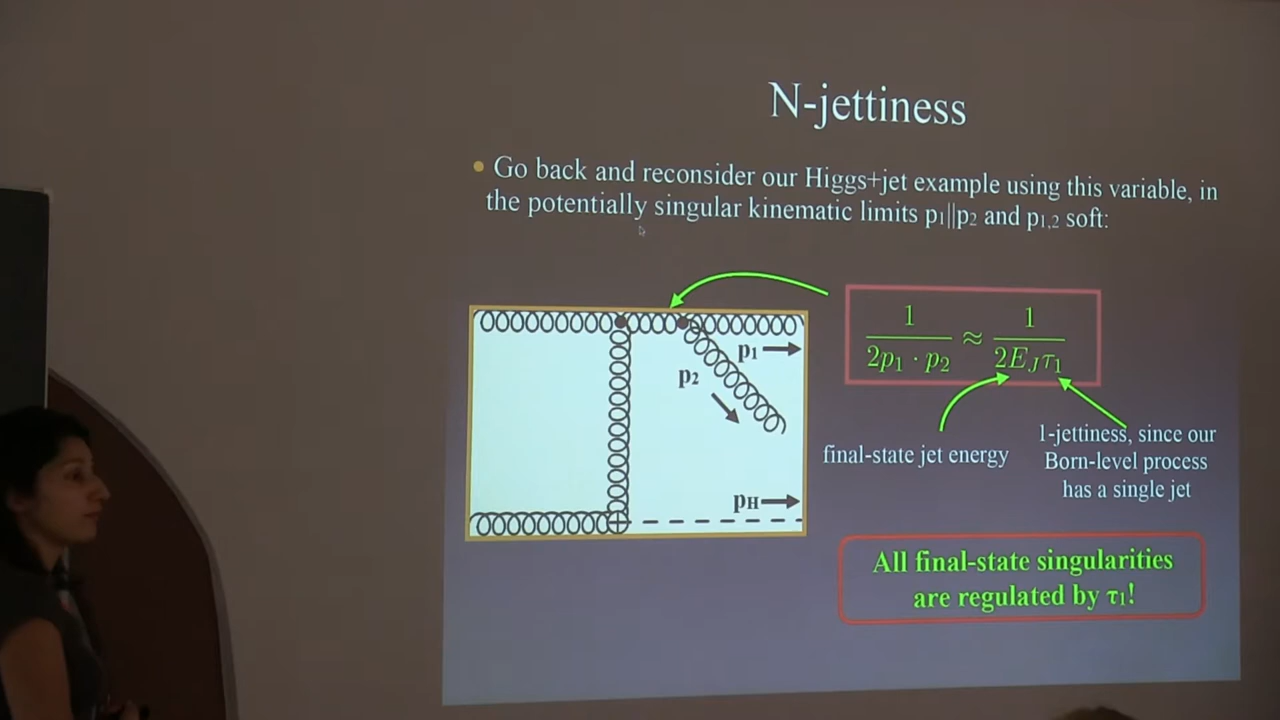 N-jettiness
Go back and reconsider our Higgs+jet example using this variable, in
the potentially singular kinematic limits p₁||p₂ and p₁,₂ soft:
p₁
p₂
p_H
1/(2p₁ · p₂) ≈ 1/(2E_Jτ₁)
final-state jet energy
1-jettiness, since our
Born-level process
has a single jet
All final-state singularities
are regulated by τ₁!